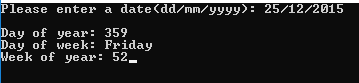 Please enter a date(dd/mm/yyyy): 25/12/2015
Day of year: 359
Day of week: Friday
Week of year: 52